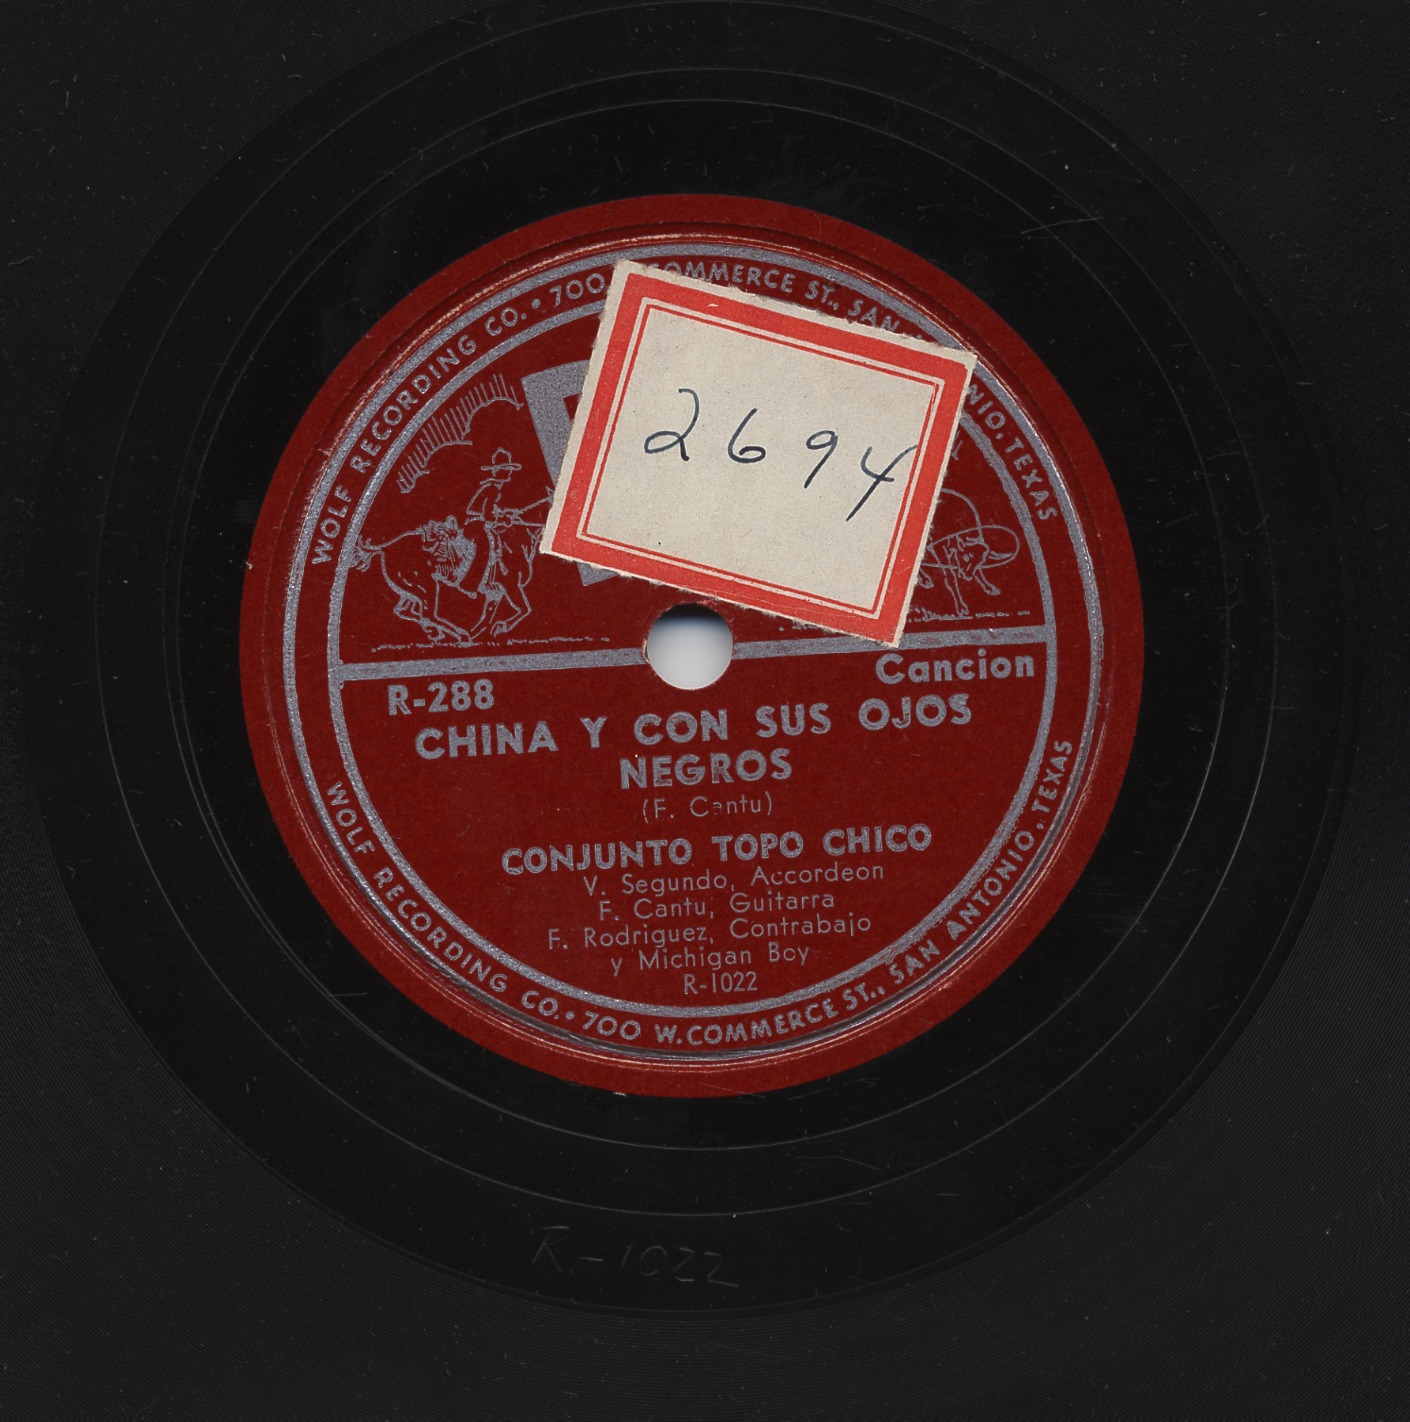 WOLF RECORDING CO. • 700 COMMERCE ST., SAN NIO, TEXAS
2694
R-288
Cancion
CHINA Y CON SUS OJOS
NEGROS
(F. Cantu)
CONJUNTO TOPO CHICO
V. Segundo, Accordeon
F. Cantu, Guitarra
F. Rodriguez, Contrabajo
y Michigan Boy
R-1022
WOLF RECORDING CO. • 700 W. COMMERCE ST., SAN ANTONIO, TEXAS
R-1022